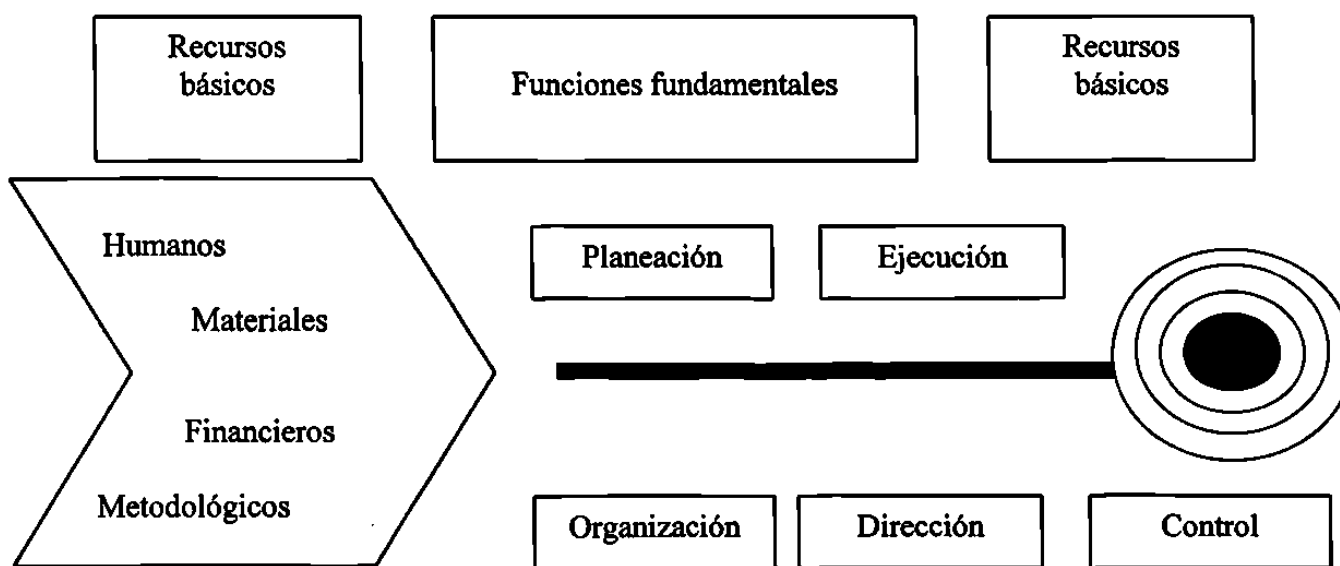 Recursos
básicos
Funciones fundamentales
Recursos
básicos
Humanos
Materiales
Financieros
Metodológicos
Planeación
Ejecución
Organización
Dirección
Control